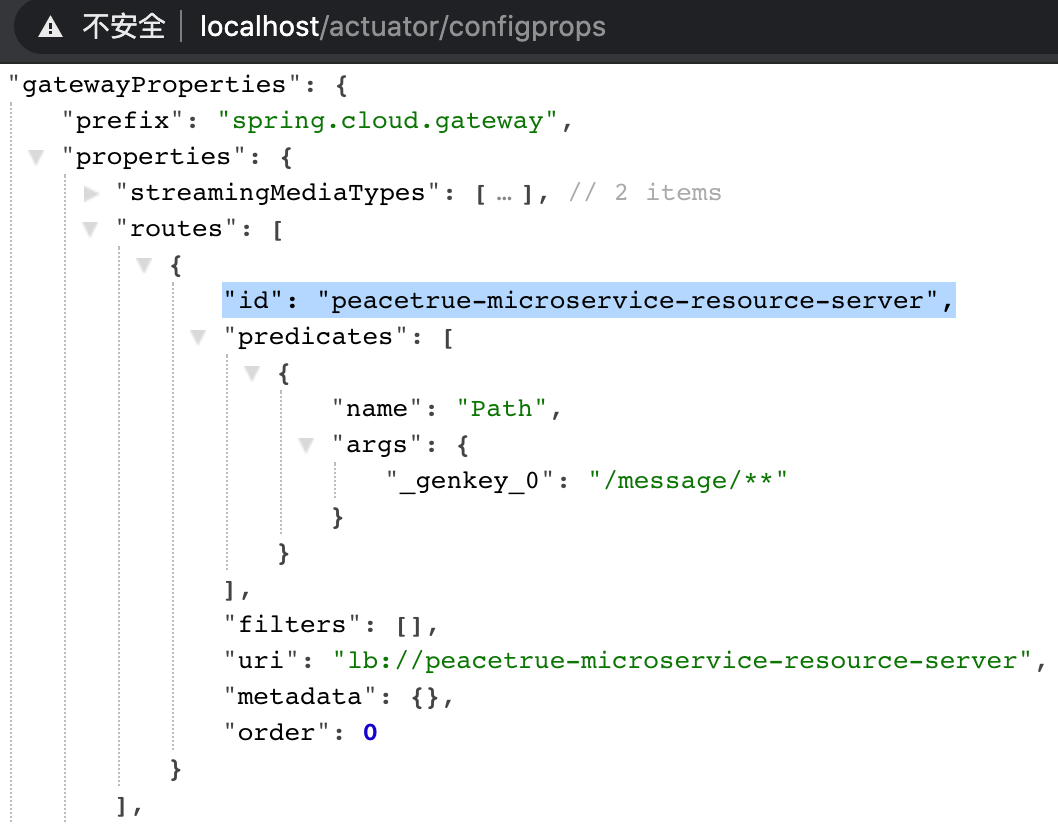 不安全 | localhost/actuator/configprops
"gatewayProperties": {
"prefix": "spring.cloud.gateway",
"properties": {
"streamingMediaTypes": [ … ], // 2 items
"routes": [
{
"id": "peacetrue-microservice-resource-server",
"predicates": [
{
"name": "Path",
"args": {
"_genkey_0": "/message/**"
}
}
],
"filters": [],
"uri": "lb://peacetrue-microservice-resource-server",
"metadata": {},
"order": 0
}
],